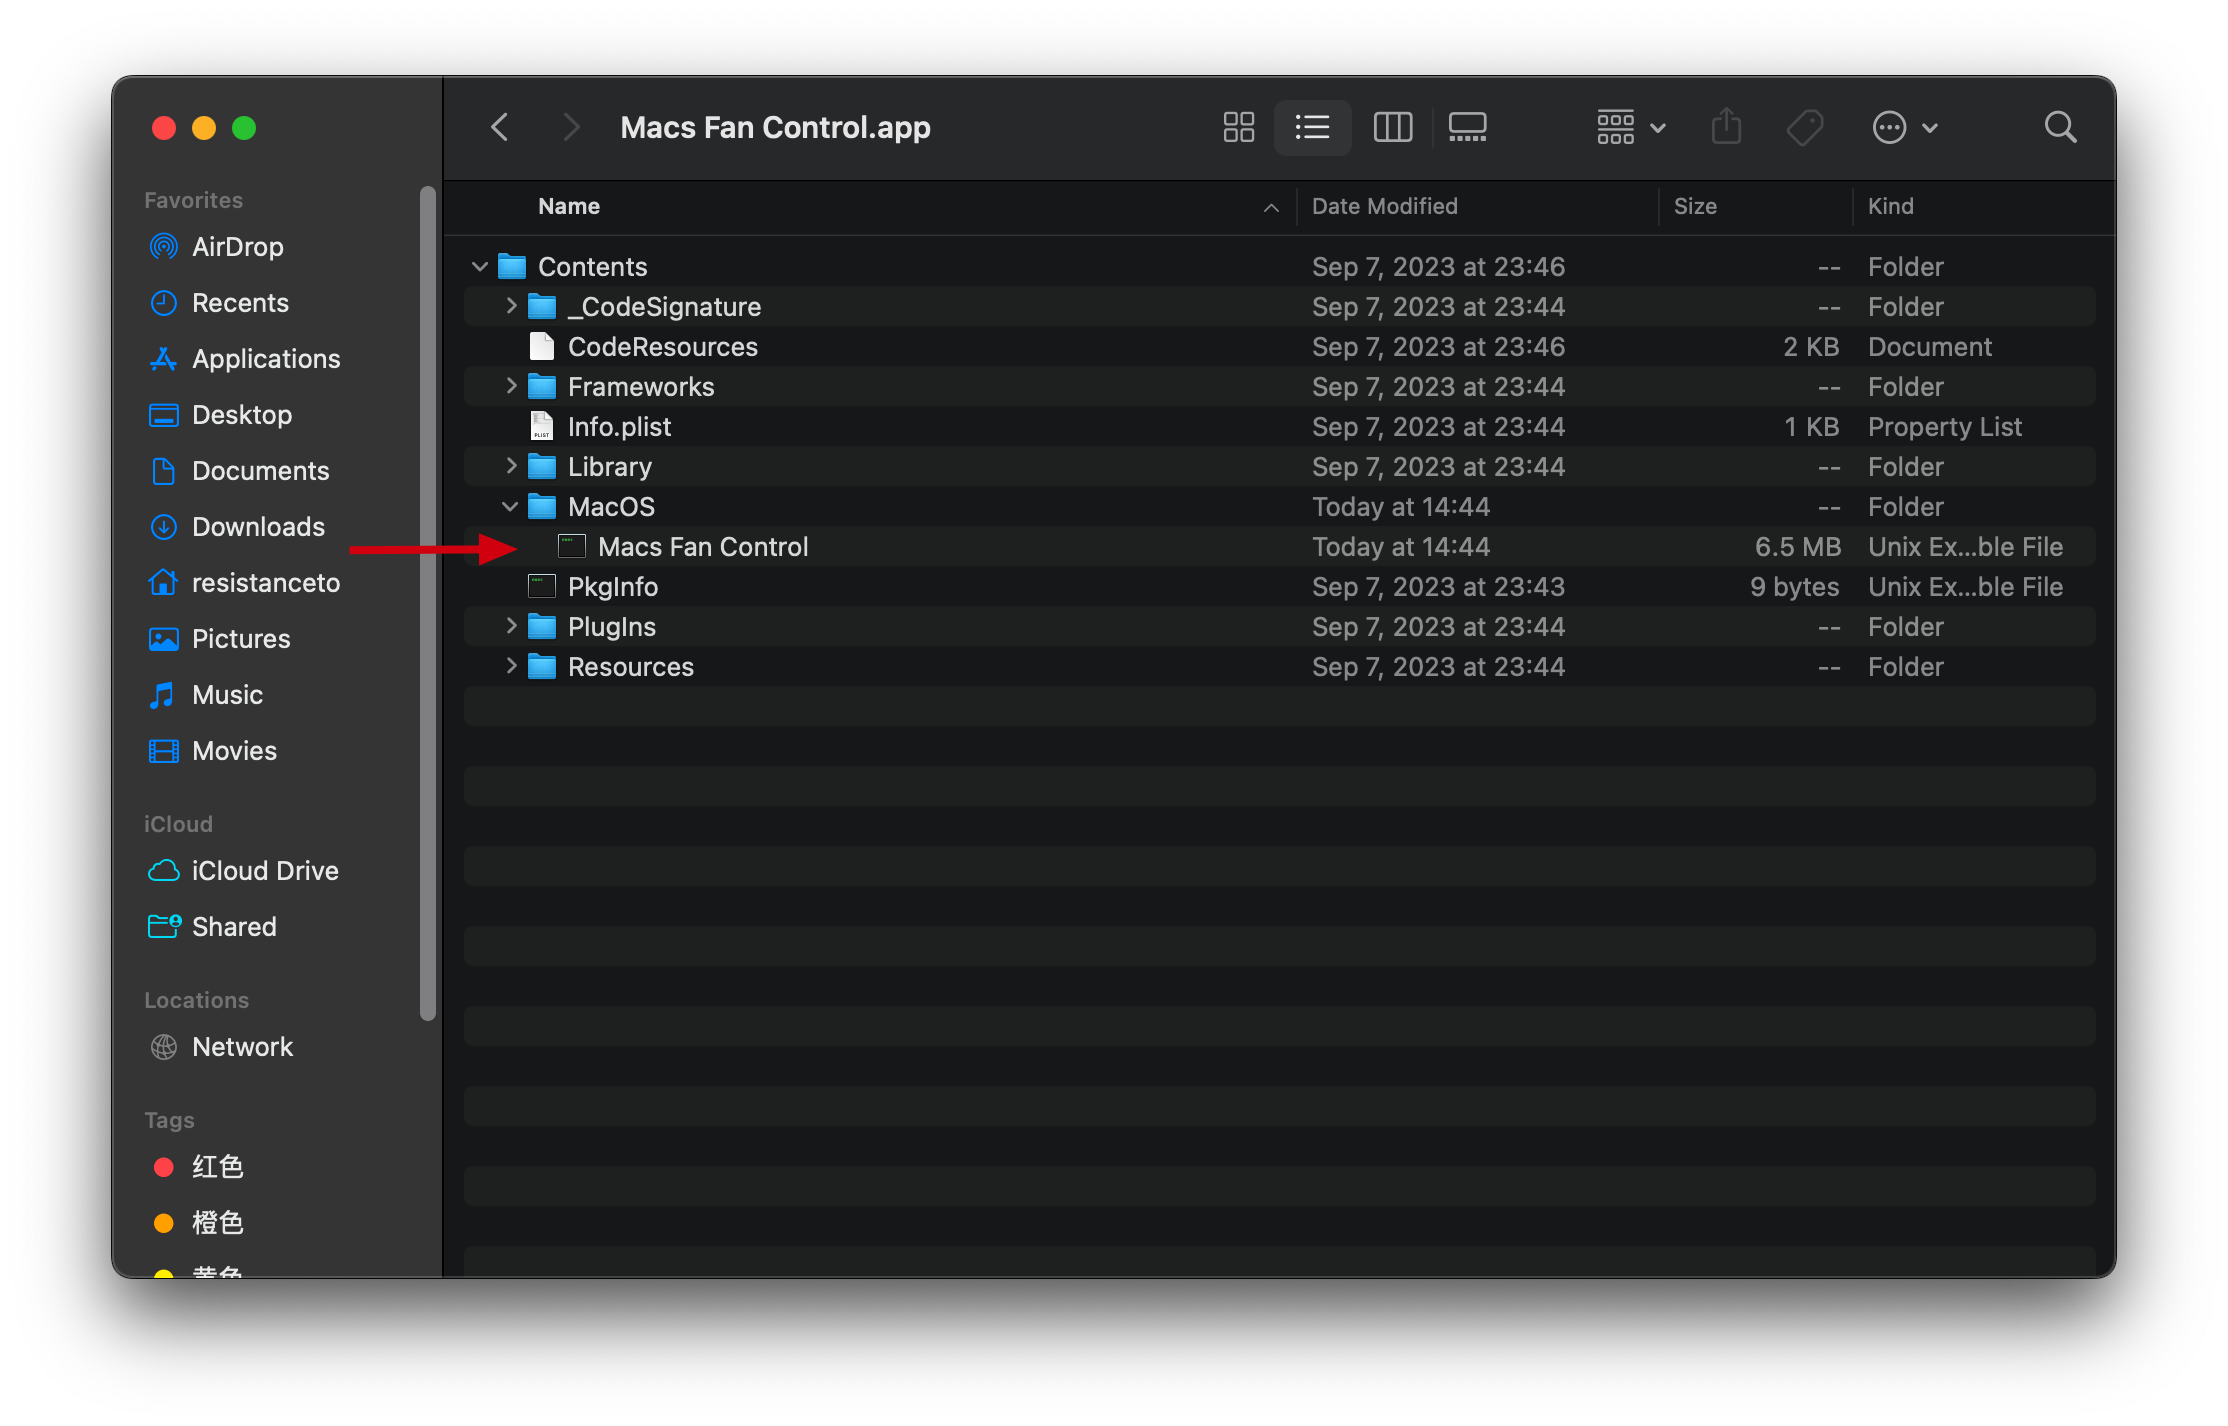 Macs Fan Control.app
Favorites
AirDrop
Recents
Applications
Desktop
Documents
Downloads
resistanceto
Pictures
Music
Movies
iCloud
iCloud Drive
Shared
Locations
Network
Tags
红色
橙色
黄色
Name Date Modified Size Kind
Contents Sep 7, 2023 at 23:46 -- Folder
_CodeSignature Sep 7, 2023 at 23:44 -- Folder
CodeResources Sep 7, 2023 at 23:46 2 KB Document
Frameworks Sep 7, 2023 at 23:44 -- Folder
Info.plist Sep 7, 2023 at 23:44 1 KB Property List
Library Sep 7, 2023 at 23:44 -- Folder
MacOS Today at 14:44 -- Folder
Macs Fan Control Today at 14:44 6.5 MB Unix Ex...ble File
PkgInfo Sep 7, 2023 at 23:43 9 bytes Unix Ex...ble File
PlugIns Sep 7, 2023 at 23:44 -- Folder
Resources Sep 7, 2023 at 23:44 -- Folder